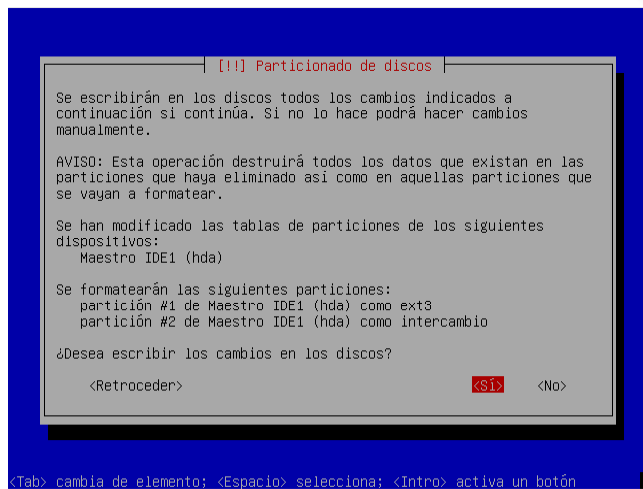 [!!] Particionado de discos
Se escribirán en los discos todos los cambios indicados a
continuación si continúa. Si no lo hace podrá hacer cambios
manualmente.
AVISO: Esta operación destruirá todos los datos que existan en las
particiones que haya eliminado así como en aquellas particiones que
se vayan a formatear.
Se han modificado las tablas de particiones de los siguientes
dispositivos:
Maestro IDE1 (hda)
Se formatearán las siguientes particiones:
partición #1 de Maestro IDE1 (hda) como ext3
partición #2 de Maestro IDE1 (hda) como intercambio
¿Desea escribir los cambios en los discos?
<Retroceder> <Sí> <No>
<Tab> cambia de elemento; <Espacio> selecciona; <Intro> activa un botón